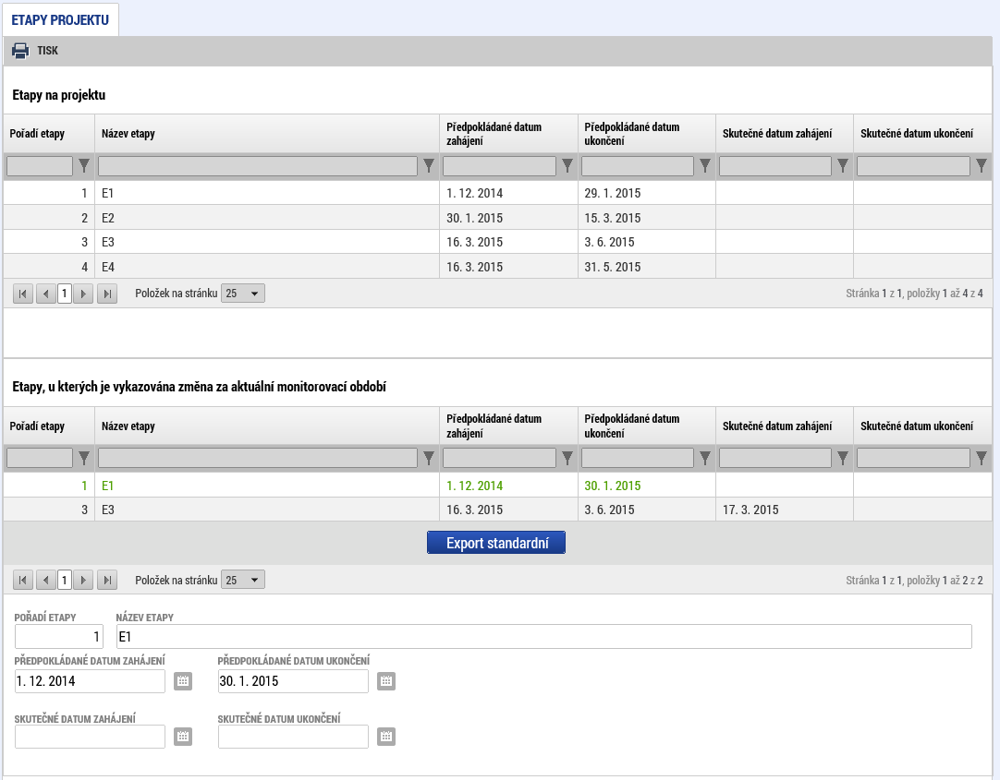 ETAPY PROJEKTU
TISK
Etapy na projektu
Pořadí etapy Název etapy Předpokládané datum zahájení Předpokládané datum ukončení Skutečné datum zahájení Skutečné datum ukončení
1 E1 1. 12. 2014 29. 1. 2015
2 E2 30. 1. 2015 15. 3. 2015
3 E3 16. 3. 2015 3. 6. 2015
4 E4 16. 3. 2015 31. 5. 2015
1 Položek na stránku 25 Stránka 1 z 1, položky 1 až 4 z 4
Etapy, u kterých je vykazována změna za aktuální monitorovací období
Pořadí etapy Název etapy Předpokládané datum zahájení Předpokládané datum ukončení Skutečné datum zahájení Skutečné datum ukončení
1 E1 1. 12. 2014 30. 1. 2015
3 E3 16. 3. 2015 3. 6. 2015 17. 3. 2015
Export standardní
1 Položek na stránku 25 Stránka 1 z 1, položky 1 až 2 z 2
POŘADÍ ETAPY NÁZEV ETAPY
1 E1
PŘEDPOKLÁDANÉ DATUM ZAHÁJENÍ PŘEDPOKLÁDANÉ DATUM UKONČENÍ
1. 12. 2014 30. 1. 2015
SKUTEČNÉ DATUM ZAHÁJENÍ SKUTEČNÉ DATUM UKONČENÍ